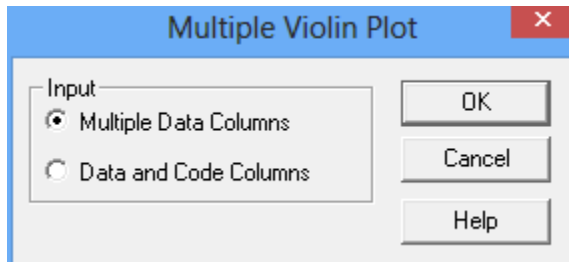 Multiple Violin Plot
x
Input
Multiple Data Columns
Data and Code Columns
OK
Cancel
Help